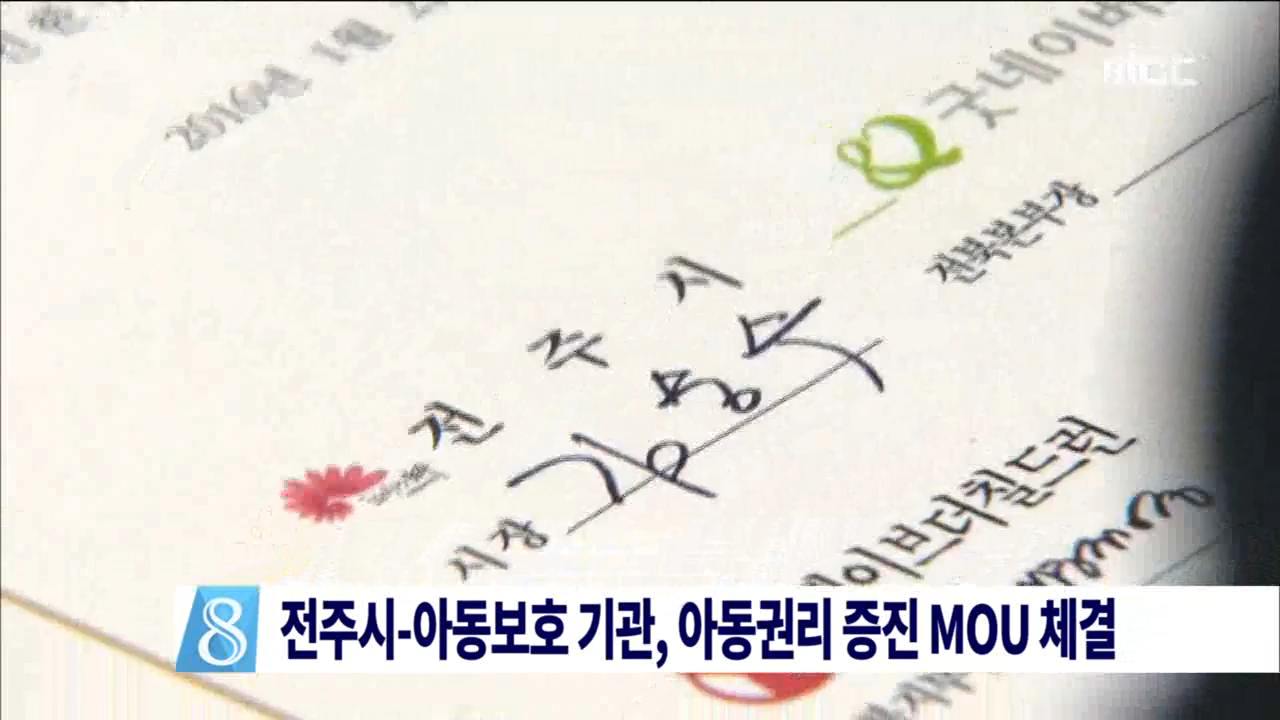 2016년 1월
MBC
굿네이버
전북본부장
전 주 시
시장
이브더칠드런
8
전주시-아동보호 기관, 아동권리 증진 MOU 체결